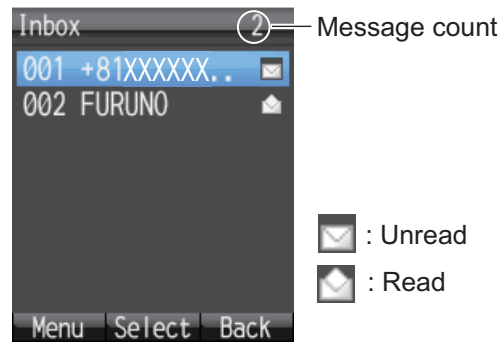 Inbox 2 Message count
001 +81XXXXXX..
002 FURUNO
: Unread
: Read
Menu Select Back